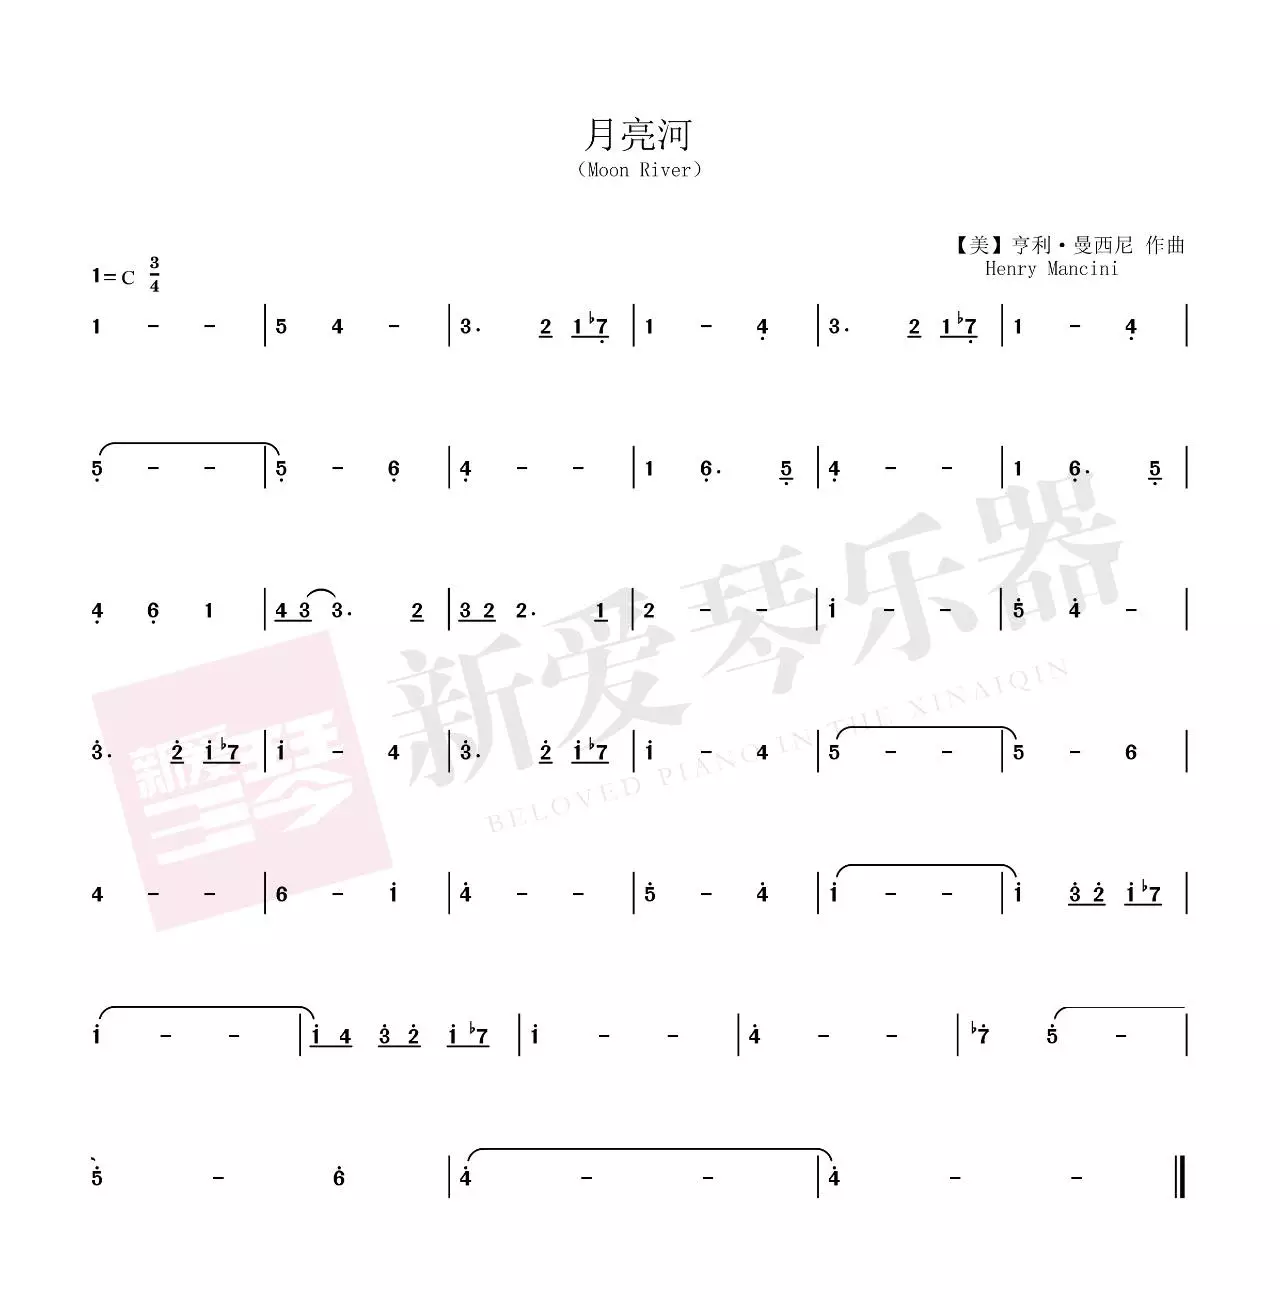 月亮河
(Moon River)
【美】亨利·曼西尼 作曲
Henry Mancini
1=C 3/4
1 - - | 5 4 - | 3. 2 1 ♭7̣ | 1 - 4̣ | 3. 2 1 ♭7̣ | 1 - 4̣ |
5̣ - - | 5̣ - 6̣ | 4̣ - - | 1 6̣. 5̣ | 4̣ - - | 1 6̣. 5̣ |
4̣ 6̣ 1 | 4 3 3. 2 | 3 2 2. 1 | 2 - - | 1̇ - - | 5̇ 4̇ - |
3̇. 2̇ 1̇ ♭7 | 1̇ - 4 | 3̇. 2̇ 1̇ ♭7 | 1̇ - 4 | 5 - - | 5 - 6 |
4 - - | 6 - 1̇ | 4̇ - - | 5̇ - 4̇ | 1̇ - - | 1̇ 3̇ 2̇ 1̇ ♭7 |
1̇ - - | 1̇ 4 3̇ 2̇ 1̇ ♭7 | 1̇ - - | 4̇ - - | ♭7̇ 5̇ - |
5̇ - 6̇ | 4̇ - - | 4̇ - - ‖
新爱琴乐器
BELOVED PIANO IN THE XINAIQIN
新爱琴